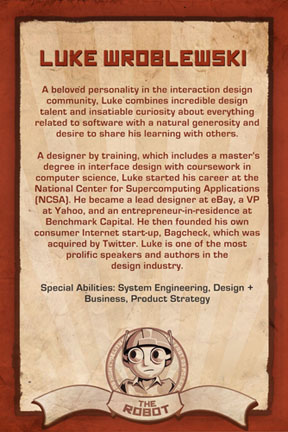 LUKE WROBLEWSKI
A beloved personality in the interaction design
community, Luke combines incredible design
talent and insatiable curiosity about everything
related to software with a natural generosity and
desire to share his learning with others.
A designer by training, which includes a master's
degree in interface design with coursework in
computer science, Luke started his career at the
National Center for Supercomputing Applications
(NCSA). He became a lead designer at eBay, a VP
at Yahoo, and an entrepreneur-in-residence at
Benchmark Capital. He then founded his own
consumer Internet start-up, Bagcheck, which was
acquired by Twitter. Luke is one of the most
prolific speakers and authors in the
design industry.
Special Abilities: System Engineering, Design +
Business, Product Strategy
THE
ROBOT